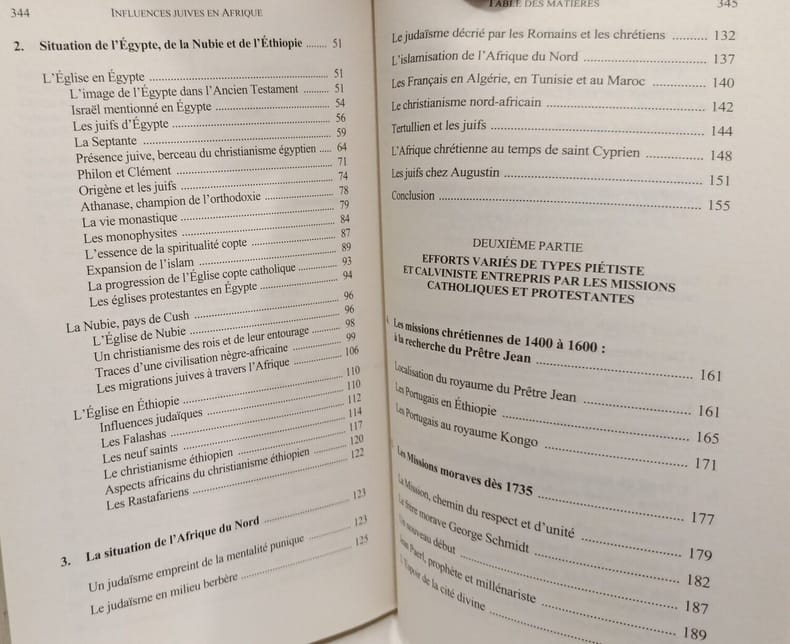 344 INFLUENCES JUIVES EN AFRIQUE
2. Situation de l'Égypte, de la Nubie et de l'Éthiopie ........ 51
L'Église en Égypte ........ 51
L'image de l'Égypte dans l'Ancien Testament ........ 51
Israël mentionné en Égypte ........ 54
Les juifs d'Égypte ........ 56
La Septante ........ 59
Présence juive, berceau du christianisme égyptien ..... 64
Philon et Clément ........ 71
Origène et les juifs ........ 74
Athanase, champion de l'orthodoxie ........ 78
La vie monastique ........ 79
Les monophysites ........ 84
L'essence de la spiritualité copte ........ 87
Expansion de l'islam ........ 89
La progression de l'Église copte catholique ........ 93
Les églises protestantes en Égypte ........ 94
La Nubie, pays de Cush ........ 96
L'Église de Nubie ........ 96
Un christianisme des rois et de leur entourage ........ 98
Traces d'une civilisation nègre-africaine ........ 99
Les migrations juives à travers l'Afrique ........ 106
L'Église en Éthiopie ........ 110
Influences judaïques ........ 110
Les Falashas ........ 112
Les neuf saints ........ 114
Le christianisme éthiopien ........ 117
Aspects africains du christianisme éthiopien ........ 120
Les Rastafariens ........ 122
3. La situation de l'Afrique du Nord ........ 123
Un judaïsme empreint de la mentalité punique ........ 123
Le judaïsme en milieu berbère ........ 125
TABLE DES MATIÈRES 345
Le judaïsme décrié par les Romains et les chrétiens ........ 132
L'islamisation de l'Afrique du Nord ........ 137
Les Français en Algérie, en Tunisie et au Maroc ........ 140
Le christianisme nord-africain ........ 142
Tertullien et les juifs ........ 144
L'Afrique chrétienne au temps de saint Cyprien ........ 148
Les juifs chez Augustin ........ 151
Conclusion ........ 155
DEUXIÈME PARTIE
EFFORTS VARIÉS DE TYPES PIÉTISTE
ET CALVINISTE ENTREPRIS PAR LES MISSIONS
CATHOLIQUES ET PROTESTANTES
Les missions chrétiennes de 1400 à 1600 :
à la recherche du Prêtre Jean ........ 161
Localisation du royaume du Prêtre Jean ........ 161
Les Portugais en Éthiopie ........ 165
Les Portugais au royaume Kongo ........ 171
Les Missions moraves dès 1735 ........ 177
La Mission, chemin du respect et d'unité ........ 179
Le frère morave George Schmidt ........ 182
Un nouveau début ........ 187
prophète et millénariste ........ 189
de la cité divine ........